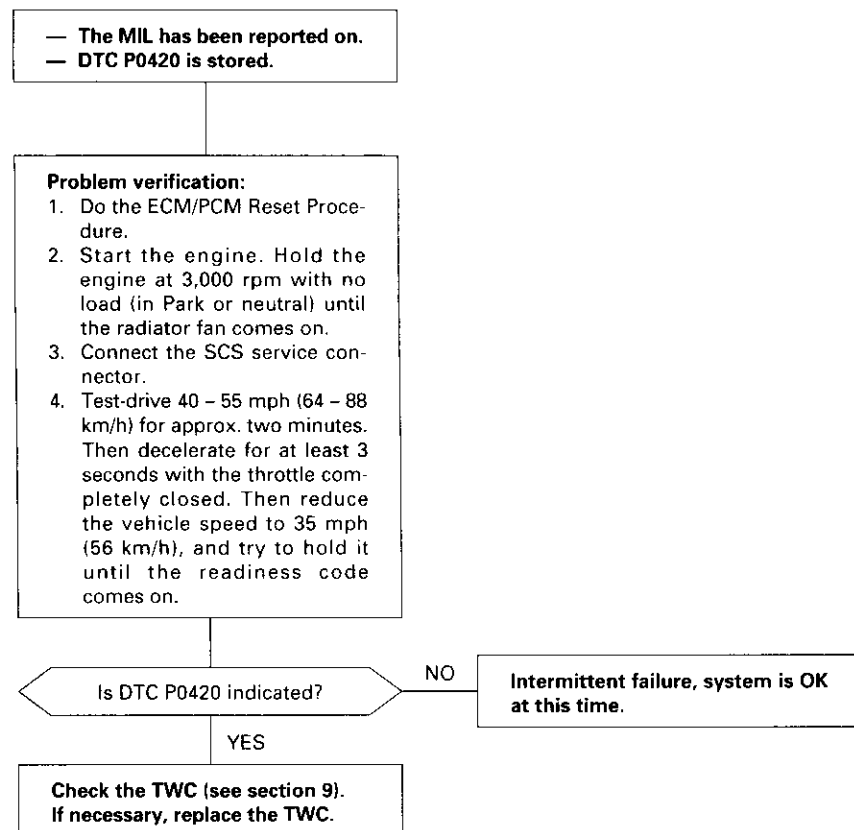 — The MIL has been reported on.
— DTC P0420 is stored.
Problem verification:
1. Do the ECM/PCM Reset Proce-
dure.
2. Start the engine. Hold the
engine at 3,000 rpm with no
load (in Park or neutral) until
the radiator fan comes on.
3. Connect the SCS service con-
nector.
4. Test-drive 40 – 55 mph (64 – 88
km/h) for approx. two minutes.
Then decelerate for at least 3
seconds with the throttle com-
pletely closed. Then reduce
the vehicle speed to 35 mph
(56 km/h), and try to hold it
until the readiness code
comes on.
Is DTC P0420 indicated?
NO
Intermittent failure, system is OK
at this time.
YES
Check the TWC (see section 9).
If necessary, replace the TWC.